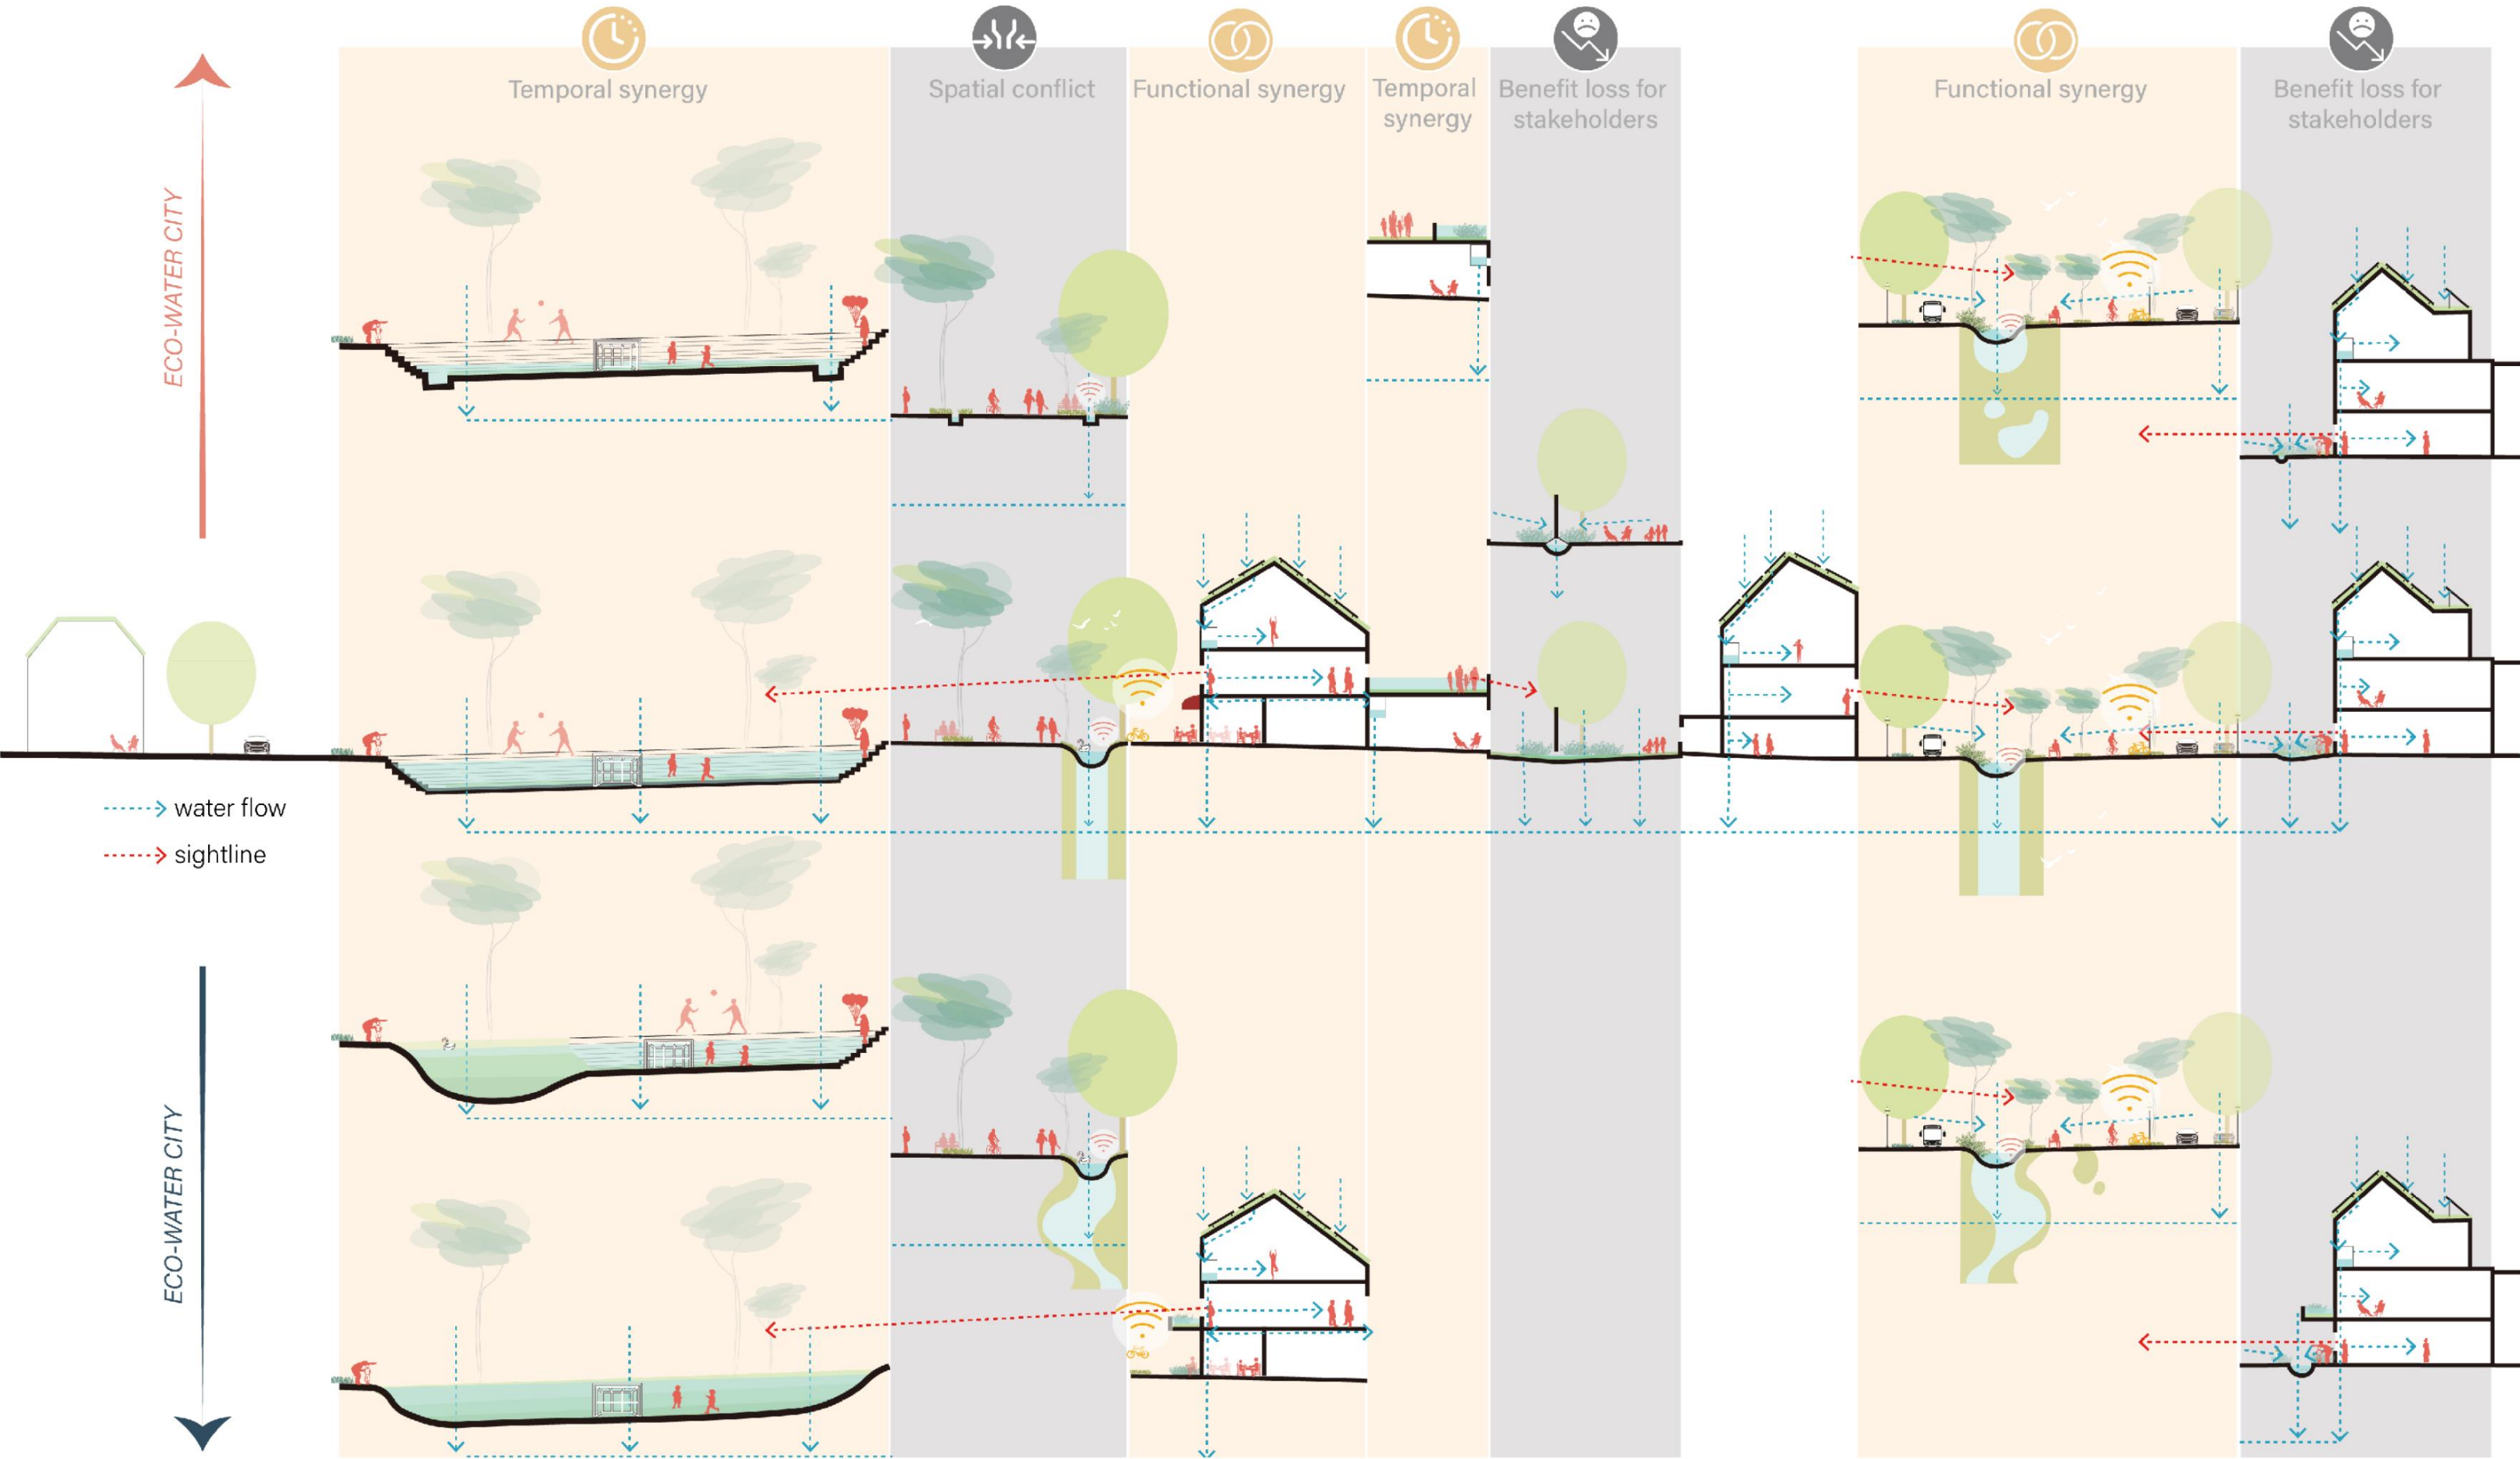 Temporal synergy
Spatial conflict
Functional synergy
Temporal
synergy
Benefit loss for
stakeholders
Functional synergy
Benefit loss for
stakeholders
ECO-WATER CITY
water flow
sightline
ECO-WATER CITY